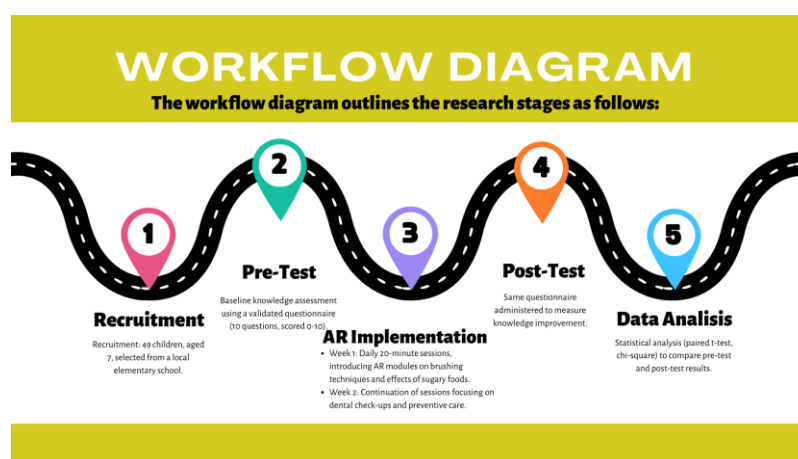 WORKFLOW DIAGRAM
The workflow diagram outlines the research stages as follows:
1
Recruitment
Recruitment: 49 children, aged
7, selected from a local
elementary school.
2
Pre-Test
Baseline knowledge assessment
using a validated questionnaire
(10 questions, scored 0-10).
3
AR Implementation
• Week 1: Daily 20-minute sessions,
introducing AR modules on brushing
techniques and effects of sugary foods.
• Week 2: Continuation of sessions focusing on
dental check-ups and preventive care.
4
Post-Test
Same questionnaire
administered to measure
knowledge improvement.
5
Data Analisis
Statistical analysis (paired t-test,
chi-square) to compare pre-test
and post-test results.